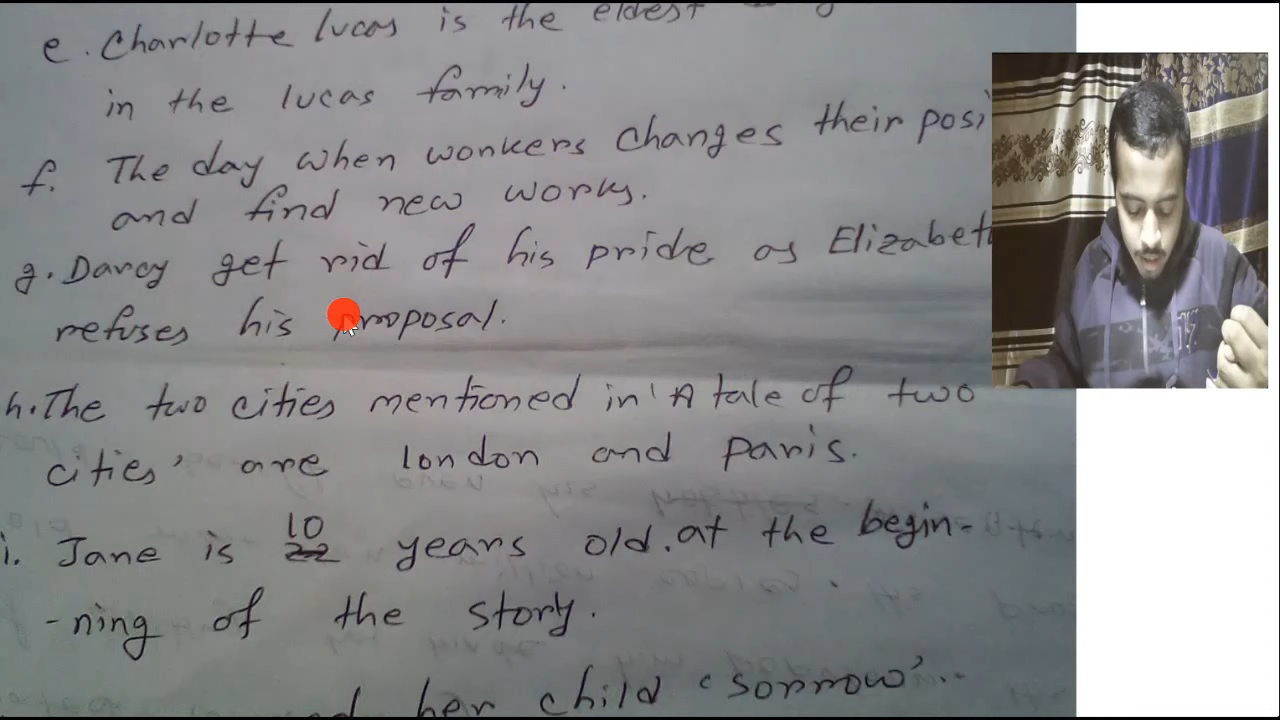 e. Charlotte lucas is the eldest
in the lucas family.
f. The day when workers changes their posi
and find new works.
g. Darcy get rid of his pride as Elizabet
refuses his proposal.
h. The two cities mentioned in 'A tale of two
cities' are london and paris.
i. Jane is 10 22 years old. at the begin-
-ning of the story.
her child 'sorrow'..